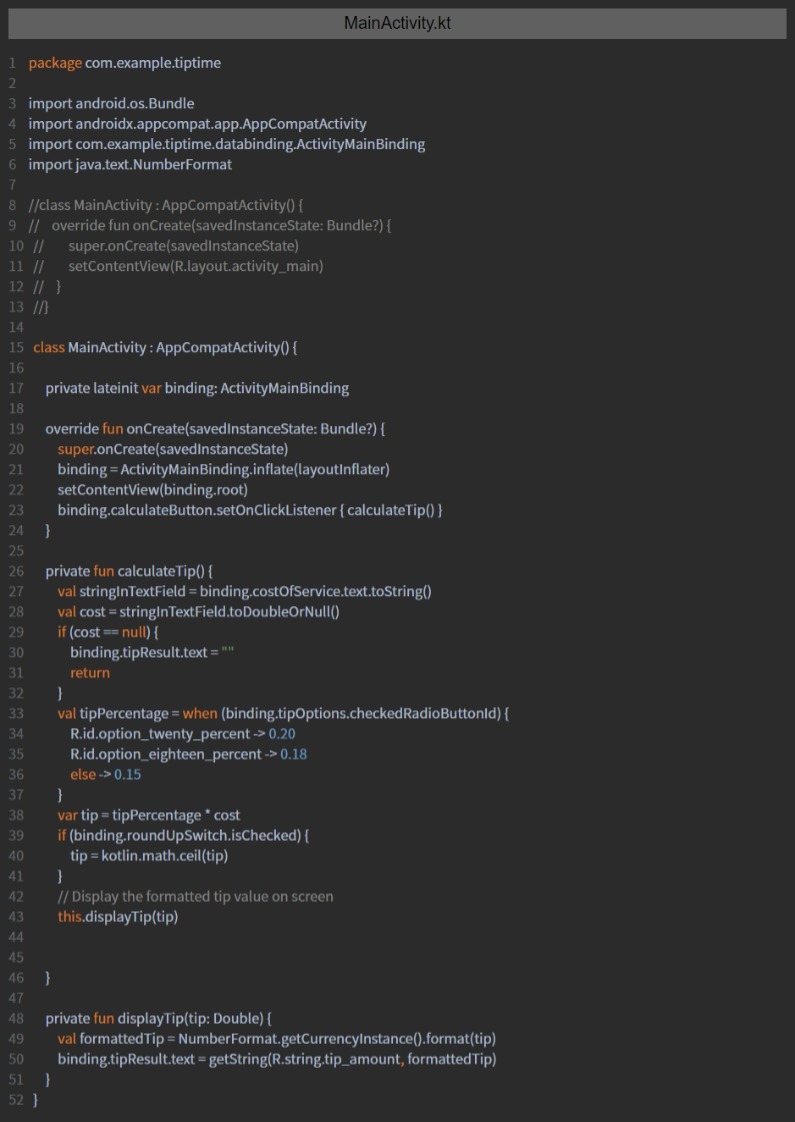 MainActivity.kt
1 package com.example.tiptime
2
3 import android.os.Bundle
4 import androidx.appcompat.app.AppCompatActivity
5 import com.example.tiptime.databinding.ActivityMainBinding
6 import java.text.NumberFormat
7
8 //class MainActivity : AppCompatActivity() {
9 //    override fun onCreate(savedInstanceState: Bundle?) {
10 //        super.onCreate(savedInstanceState)
11 //        setContentView(R.layout.activity_main)
12 //    }
13 //}
14
15 class MainActivity : AppCompatActivity() {
16
17     private lateinit var binding: ActivityMainBinding
18
19     override fun onCreate(savedInstanceState: Bundle?) {
20         super.onCreate(savedInstanceState)
21         binding = ActivityMainBinding.inflate(layoutInflater)
22         setContentView(binding.root)
23         binding.calculateButton.setOnClickListener { calculateTip() }
24     }
25
26     private fun calculateTip() {
27         val stringInTextField = binding.costOfService.text.toString()
28         val cost = stringInTextField.toDoubleOrNull()
29         if (cost == null) {
30             binding.tipResult.text = ""
31             return
32         }
33         val tipPercentage = when (binding.tipOptions.checkedRadioButtonId) {
34             R.id.option_twenty_percent -> 0.20
35             R.id.option_eighteen_percent -> 0.18
36             else -> 0.15
37         }
38         var tip = tipPercentage * cost
39         if (binding.roundUpSwitch.isChecked) {
40             tip = kotlin.math.ceil(tip)
41         }
42         // Display the formatted tip value on screen
43         this.displayTip(tip)
44
45
46     }
47
48     private fun displayTip(tip: Double) {
49         val formattedTip = NumberFormat.getCurrencyInstance().format(tip)
50         binding.tipResult.text = getString(R.string.tip_amount, formattedTip)
51     }
52 }